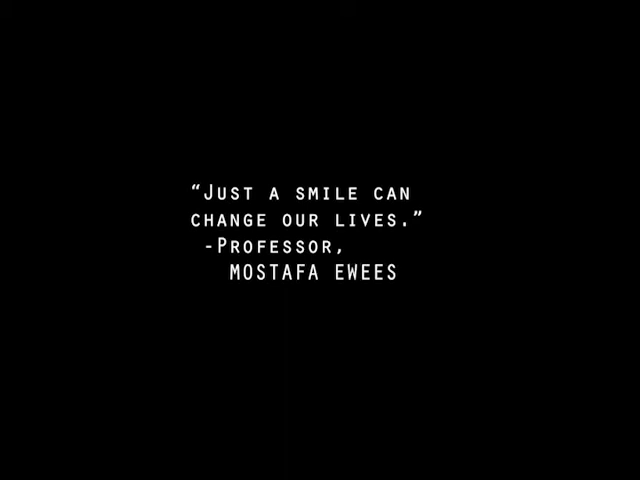 “Just a smile can
change our lives.”
-Professor,
MOSTAFA EWEES